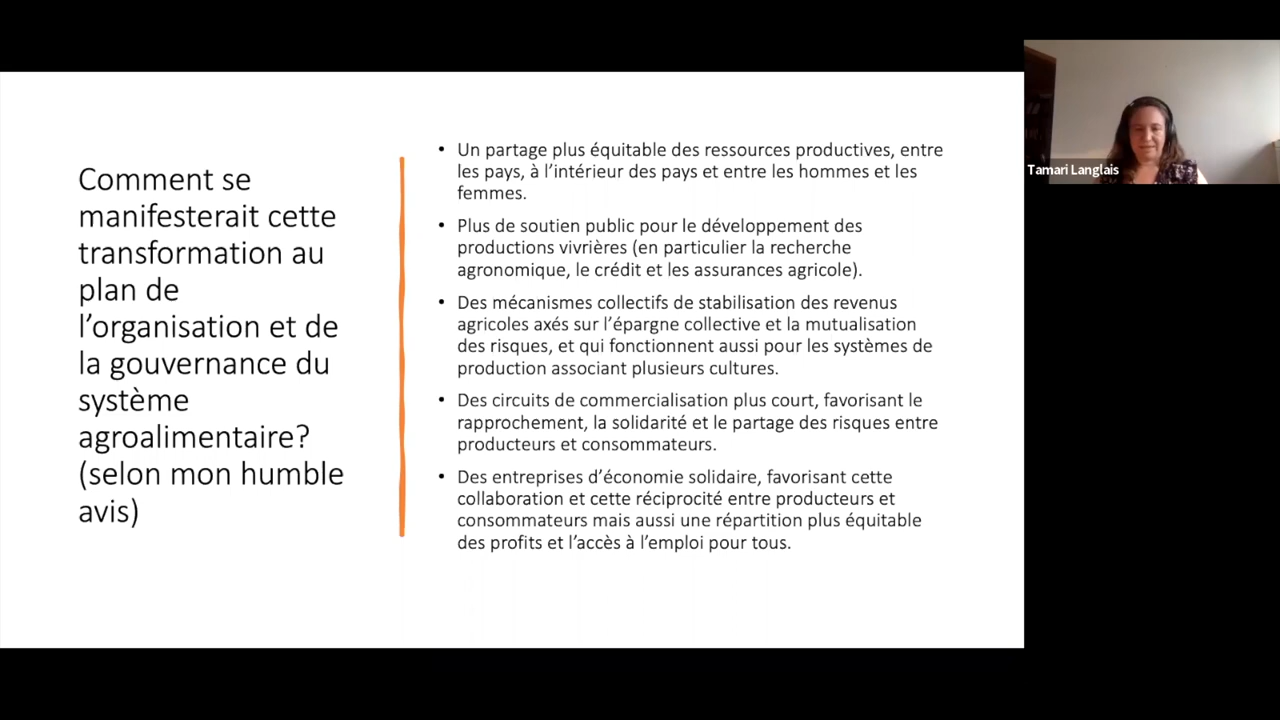 Comment se
manifesterait cette
transformation au
plan de
l’organisation et de
la gouvernance du
système
agroalimentaire?
(selon mon humble
avis)
• Un partage plus équitable des ressources productives, entre
les pays, à l’intérieur des pays et entre les hommes et les
femmes.
• Plus de soutien public pour le développement des
productions vivrières (en particulier la recherche
agronomique, le crédit et les assurances agricole).
• Des mécanismes collectifs de stabilisation des revenus
agricoles axés sur l’épargne collective et la mutualisation
des risques, et qui fonctionnent aussi pour les systèmes de
production associant plusieurs cultures.
• Des circuits de commercialisation plus court, favorisant le
rapprochement, la solidarité et le partage des risques entre
producteurs et consommateurs.
• Des entreprises d’économie solidaire, favorisant cette
collaboration et cette réciprocité entre producteurs et
consommateurs mais aussi une répartition plus équitable
des profits et l’accès à l’emploi pour tous.
Tamari Langlais